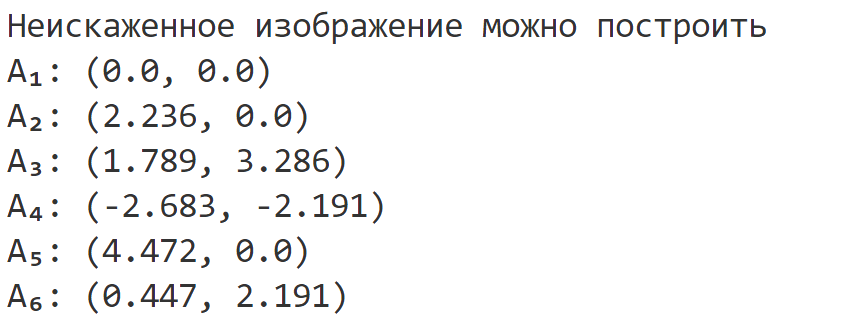 Неискаженное изображение можно построить
A₁: (0.0, 0.0)
A₂: (2.236, 0.0)
A₃: (1.789, 3.286)
A₄: (-2.683, -2.191)
A₅: (4.472, 0.0)
A₆: (0.447, 2.191)